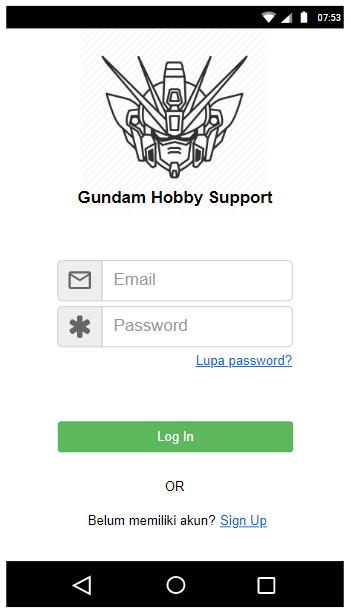 07:53
Gundam Hobby Support
Email
Password
Lupa password?
Log In
OR
Belum memiliki akun? Sign Up